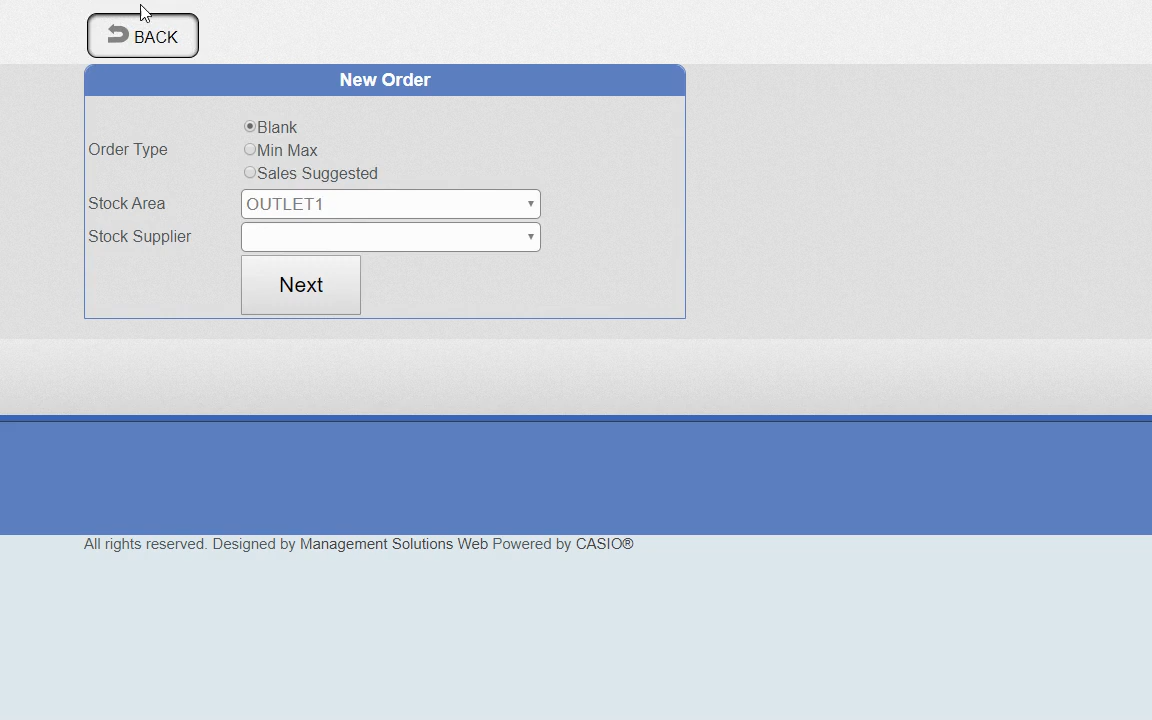 BACK
New Order
Blank
Order Type
Min Max
Sales Suggested
Stock Area
OUTLET1
Stock Supplier
Next
All rights reserved. Designed by Management Solutions Web Powered by CASIO®